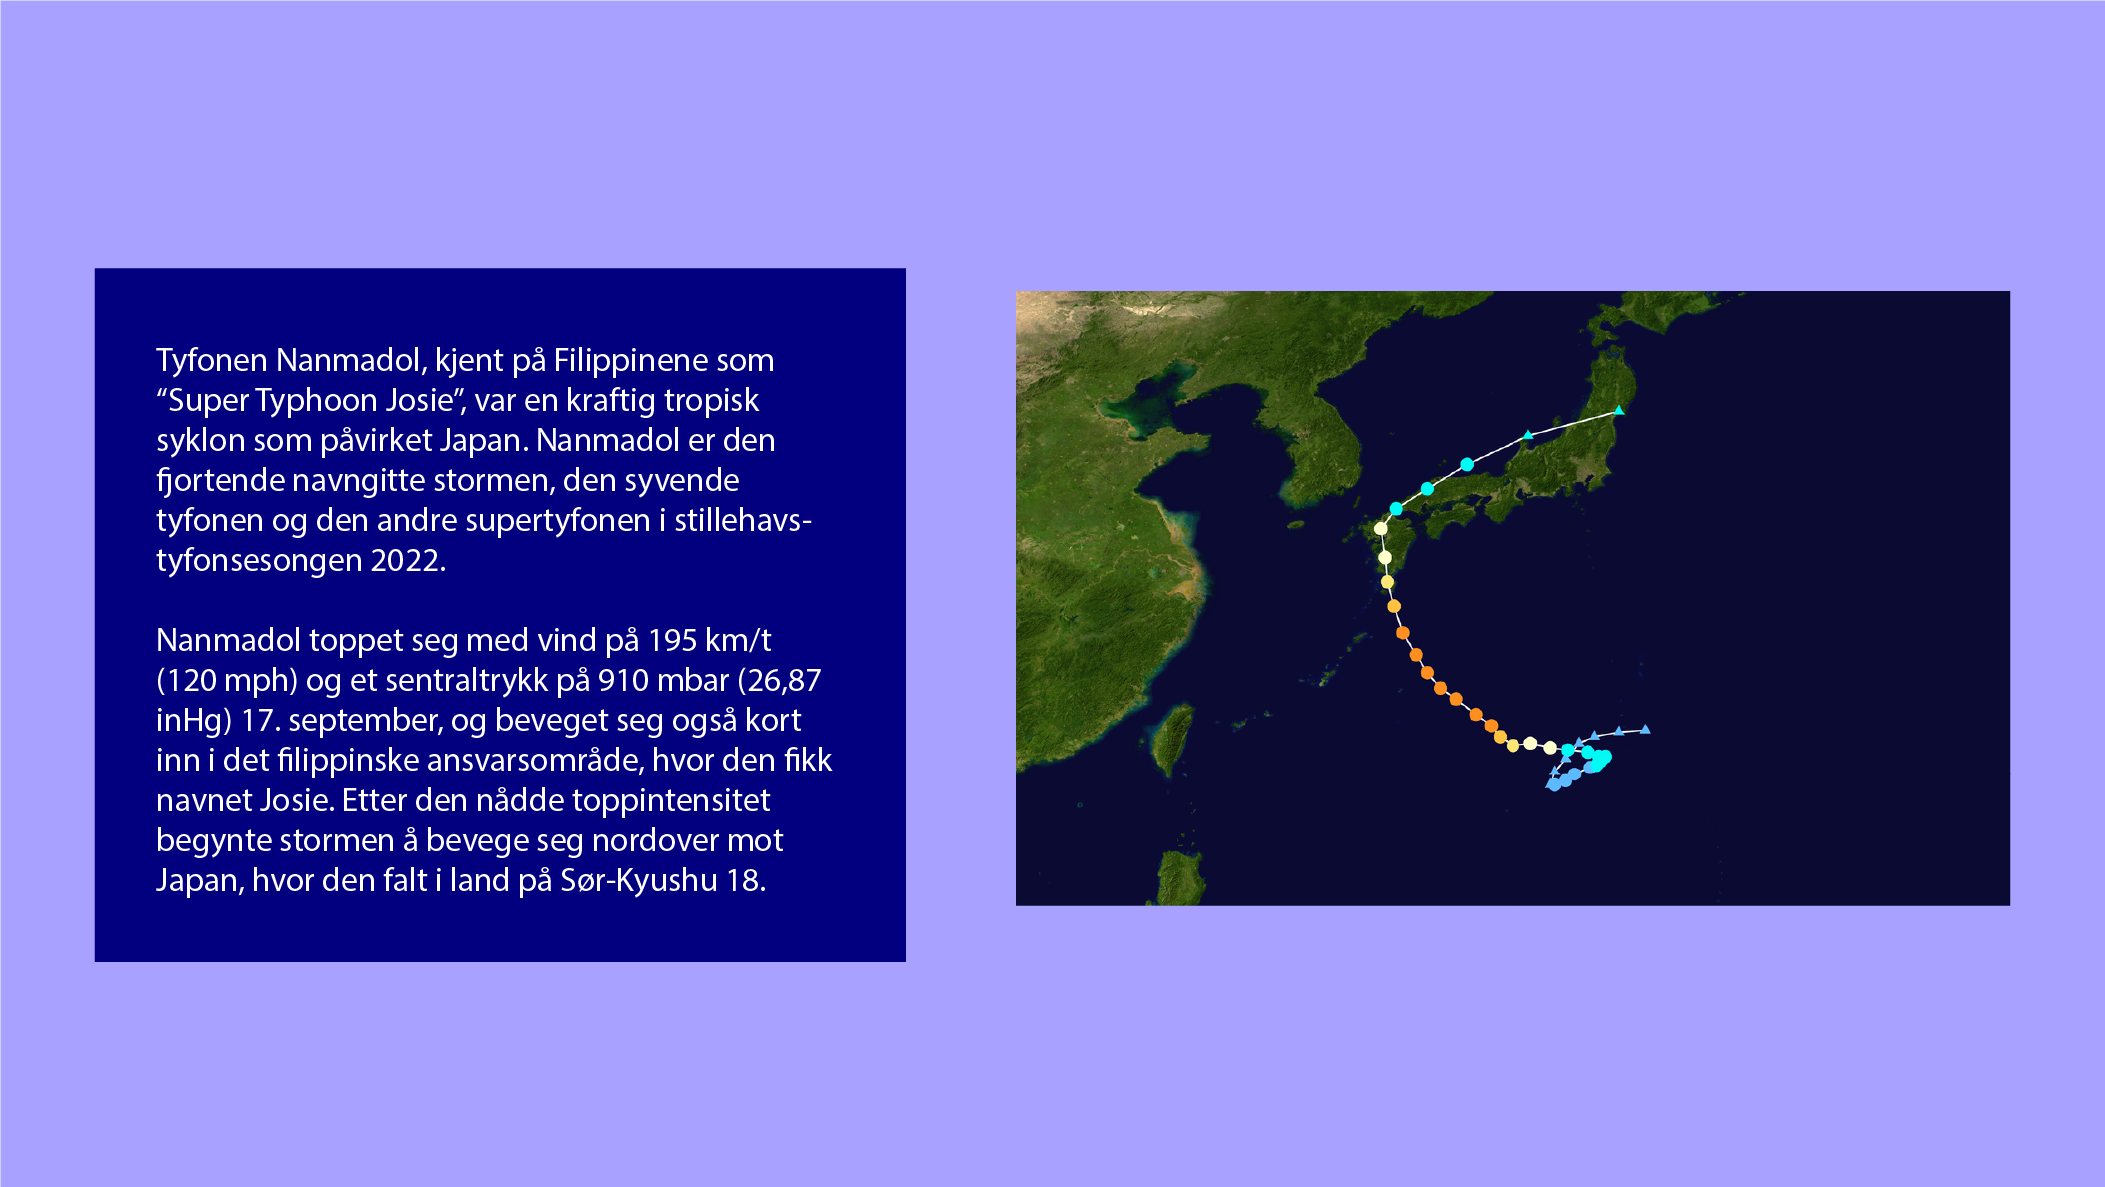 Tyfonen Nanmadol, kjent på Filippinene som
“Super Typhoon Josie”, var en kraftig tropisk
syklon som påvirket Japan. Nanmadol er den
fjortende navngitte stormen, den syvende
tyfonen og den andre supertyfonen i stillehavs-
tyfonsesongen 2022.
Nanmadol toppet seg med vind på 195 km/t
(120 mph) og et sentraltrykk på 910 mbar (26,87
inHg) 17. september, og beveget seg også kort
inn i det filippinske ansvarsområde, hvor den fikk
navnet Josie. Etter den nådde toppintensitet
begynte stormen å bevege seg nordover mot
Japan, hvor den falt i land på Sør-Kyushu 18.